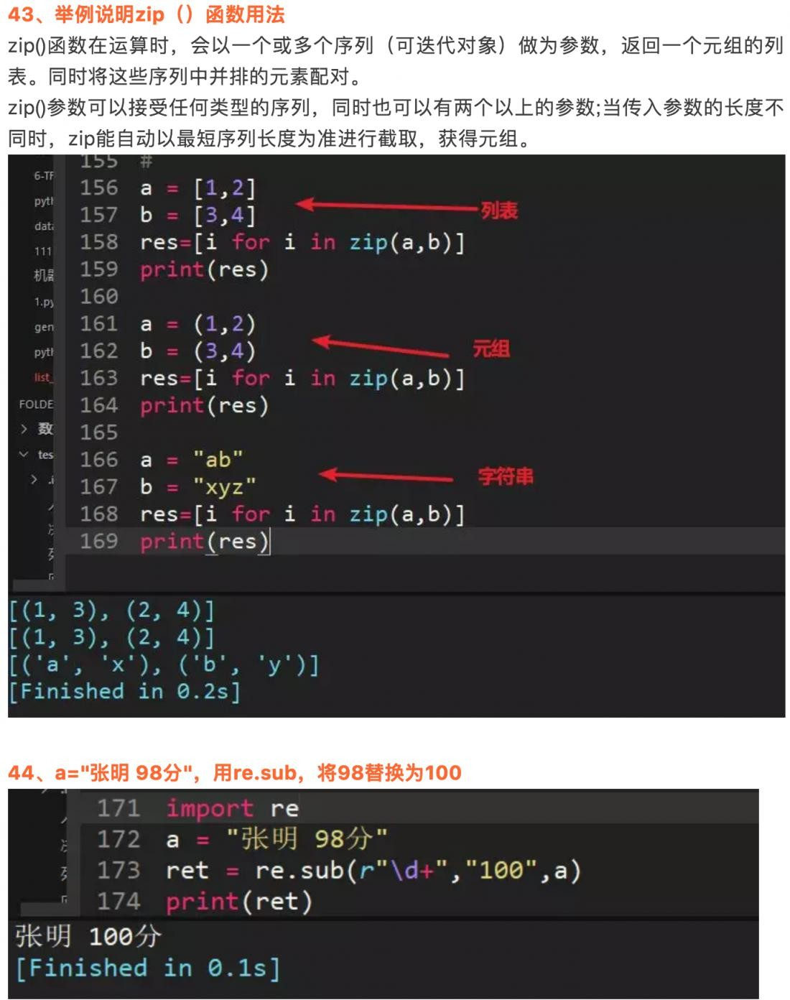 43、举例说明zip（）函数用法
zip()函数在运算时，会以一个或多个序列（可迭代对象）做为参数，返回一个元组的列
表。同时将这些序列中并排的元素配对。
zip()参数可以接受任何类型的序列，同时也可以有两个以上的参数;当传入参数的长度不
同时，zip能自动以最短序列长度为准进行截取，获得元组。
155 #
156 a = [1,2]
157 b = [3,4]
列表
158 res=[i for i in zip(a,b)]
159 print(res)
160
161 a = (1,2)
162 b = (3,4)
元组
163 res=[i for i in zip(a,b)]
164 print(res)
165
166 a = "ab"
167 b = "xyz"
字符串
168 res=[i for i in zip(a,b)]
169 print(res)
111
1.py
list_
FOLDE
数
tes
[(1, 3), (2, 4)]
[(1, 3), (2, 4)]
[('a', 'x'), ('b', 'y')]
[Finished in 0.2s]
44、a="张明 98分"，用re.sub，将98替换为100
171 import re
172 a = "张明 98分"
173 ret = re.sub(r"\d+","100",a)
174 print(ret)
张明 100分
[Finished in 0.1s]